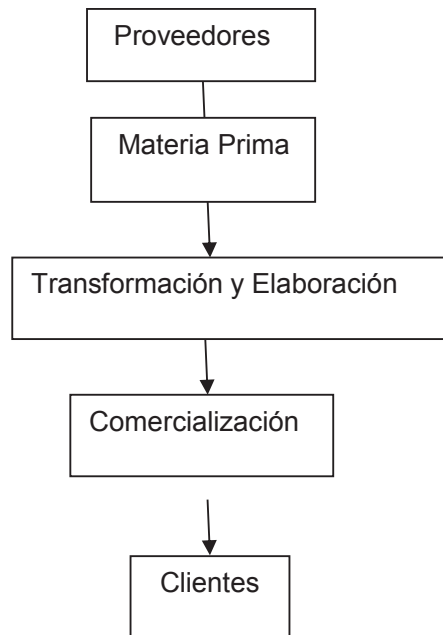 Proveedores
Materia Prima
Transformación y Elaboración
Comercialización
Clientes